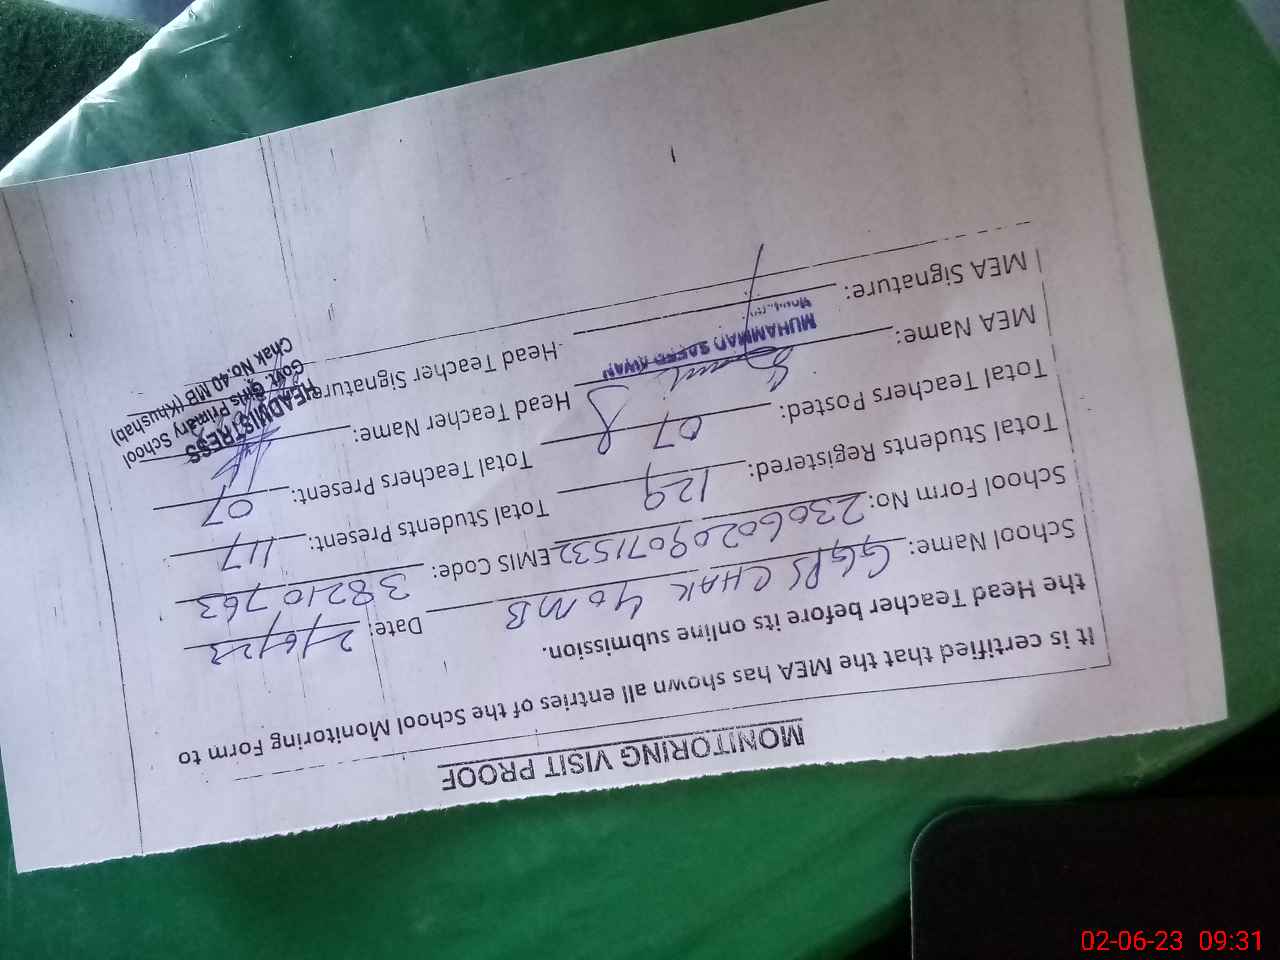 MONITORING VISIT PROOF
It is certified that the MEA has shown all entries of the School Monitoring Form to
the Head Teacher before its online submission.
School Name: GGPS CHAK 40 MB Date: 2/6/23
School Form No: 23060209071532 EMIS Code: 38210763
Total Students Registered: 129 Total Students Present: 117
Total Teachers Posted: 07 Total Teachers Present: 07
MEA Name: Head Teacher Name:
MUHAMMAD SAEED AWAN
MEA Signature: Head Teacher Signature
HEADMISTRESS
Govt. Girls Primary School
Chak No.40 MB (Khushab)
02-06-23 09:31